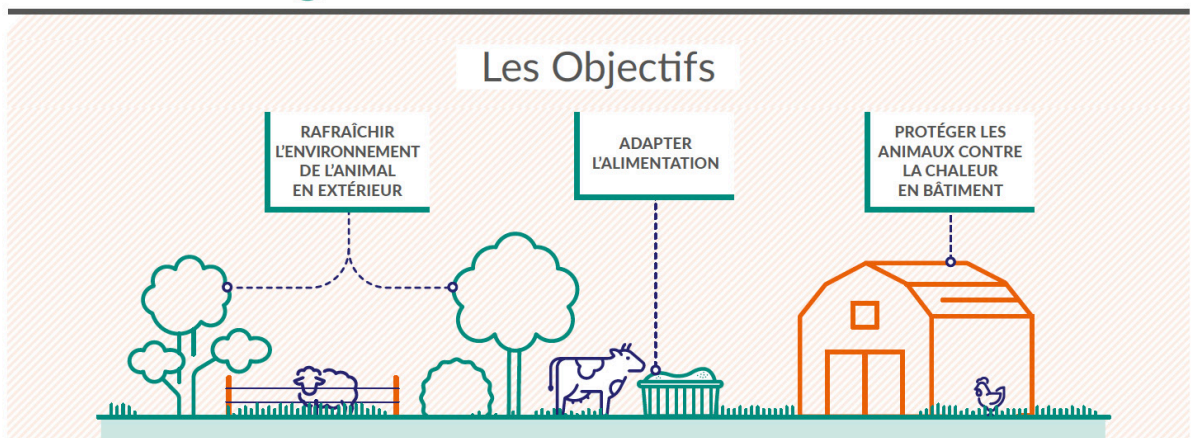 Les Objectifs
RAFRAÎCHIR
L'ENVIRONNEMENT
DE L'ANIMAL
EN EXTÉRIEUR
ADAPTER
L'ALIMENTATION
PROTÉGER LES
ANIMAUX CONTRE
LA CHALEUR
EN BÂTIMENT